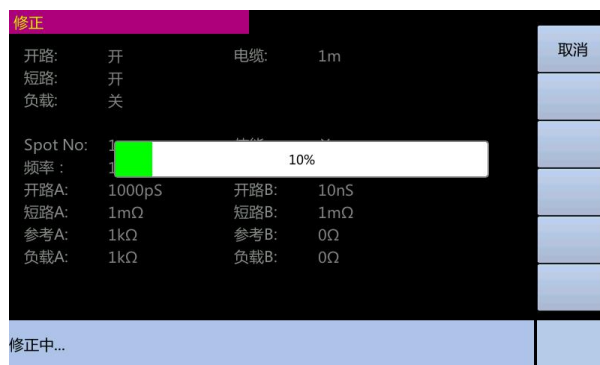 修正
取消
开路: 开 电缆: 1m
短路: 开
负载: 关
Spot No:
10%
频率 :
开路A: 1000pS 开路B: 10nS
短路A: 1mΩ 短路B: 1mΩ
参考A: 1kΩ 参考B: 0Ω
负载A: 1kΩ 负载B: 0Ω
修正中...